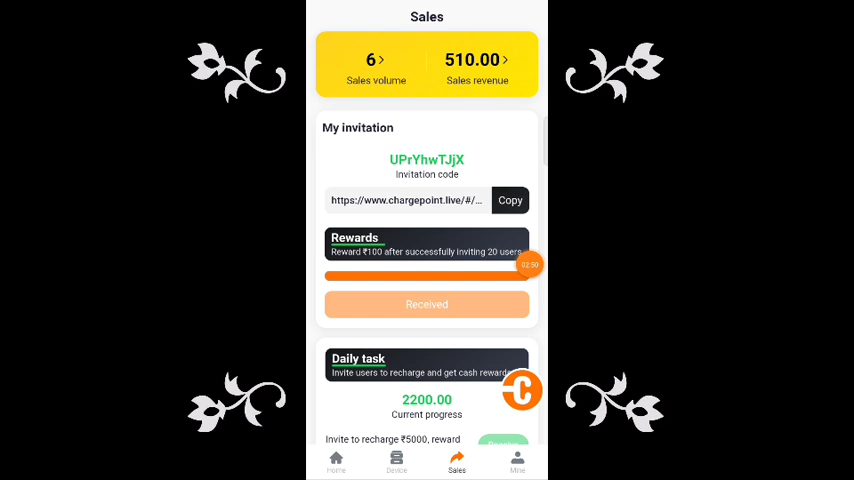 Sales
6 > 510.00 >
Sales volume Sales revenue
My invitation
UPrYhwTJjX
Invitation code
https://www.chargepoint.live/#/... Copy
Rewards
Reward ₹100 after successfully inviting 20 users
02:50
Received
Daily task
Invite users to recharge and get cash rewards
2200.00
Current progress
Invite to recharge ₹5000, reward
Home Device Sales Mine